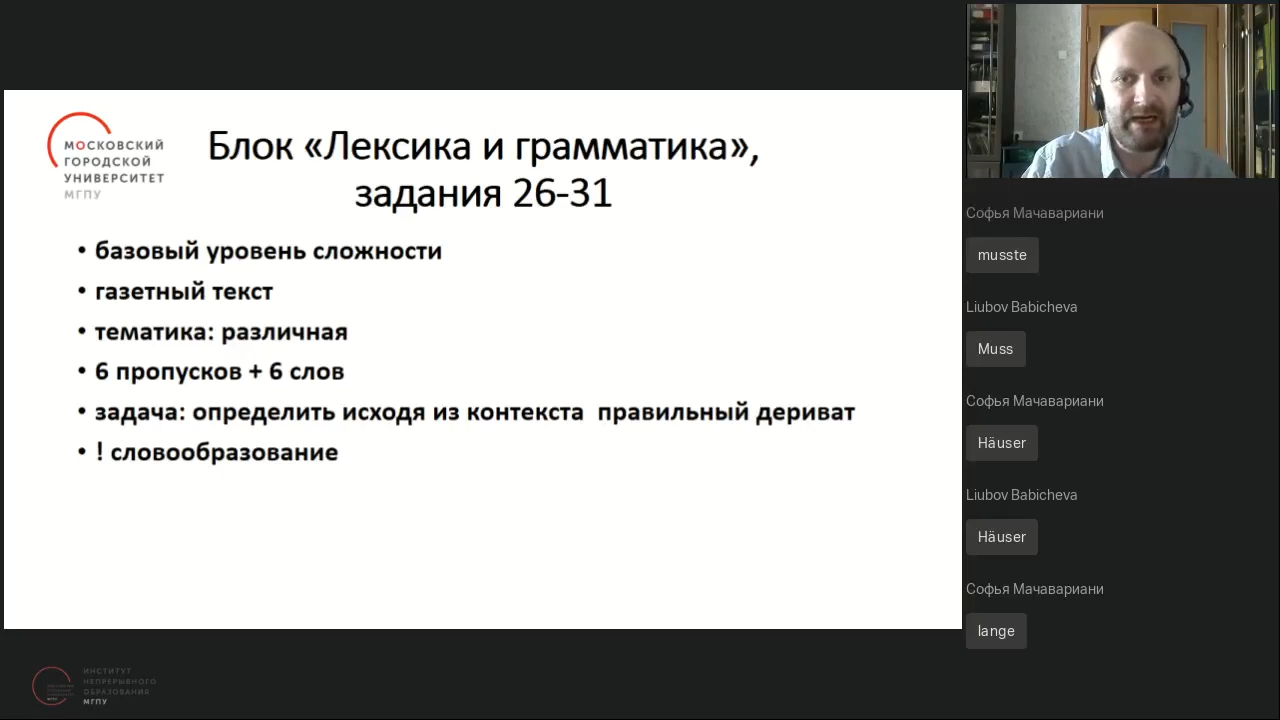 МОСКОВСКИЙ
ГОРОДСКОЙ
УНИВЕРСИТЕТ
МГПУ
Блок «Лексика и грамматика»,
задания 26-31
• базовый уровень сложности
• газетный текст
• тематика: различная
• 6 пропусков + 6 слов
• задача: определить исходя из контекста  правильный дериват
• ! словообразование
Софья Мачавариани
musste
Liubov Babicheva
Muss
Софья Мачавариани
Häuser
Liubov Babicheva
Häuser
Софья Мачавариани
lange
ИНСТИТУТ
НЕПРЕРЫВНОГО
ОБРАЗОВАНИЯ
МГПУ